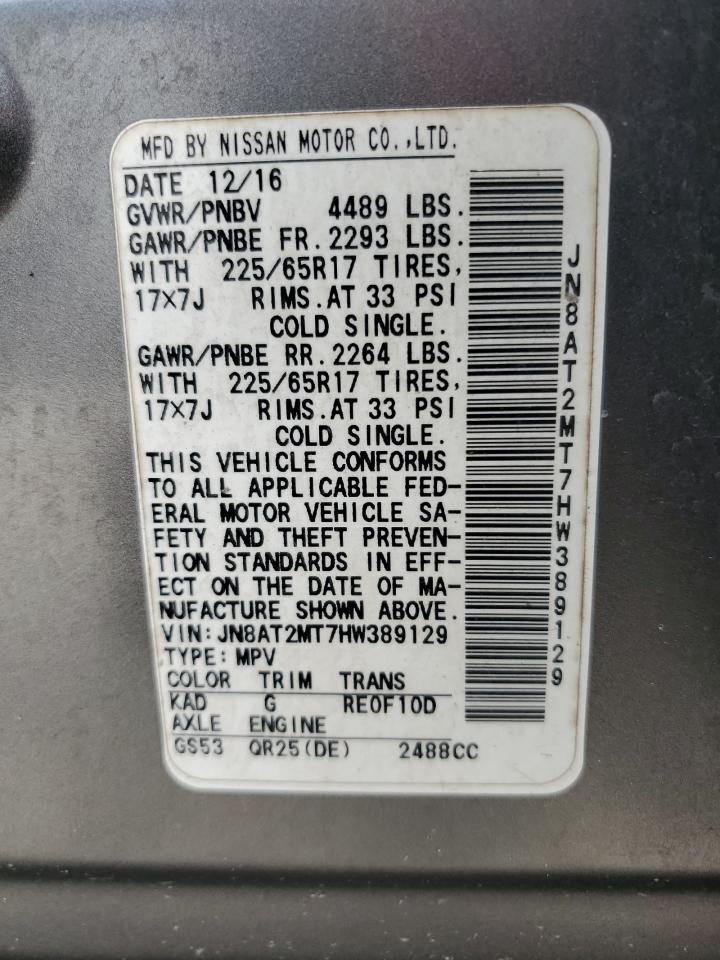 MFD BY NISSAN MOTOR CO.,LTD.
DATE 12/16
GVWR/PNBV 4489 LBS.
GAWR/PNBE FR.2293 LBS.
WITH 225/65R17 TIRES,
17×7J RIMS.AT 33 PSI
COLD SINGLE.
GAWR/PNBE RR.2264 LBS.
WITH 225/65R17 TIRES,
17×7J RIMS.AT 33 PSI
COLD SINGLE.
THIS VEHICLE CONFORMS
TO ALL APPLICABLE FED-
ERAL MOTOR VEHICLE SA-
FETY AND THEFT PREVEN-
TION STANDARDS IN EFF-
ECT ON THE DATE OF MA-
NUFACTURE SHOWN ABOVE.
VIN:JN8AT2MT7HW389129
TYPE:MPV
COLOR TRIM TRANS
KAD G RE0F10D
AXLE ENGINE
GS53 QR25(DE) 2488CC
JN8AT2MT7HW389129